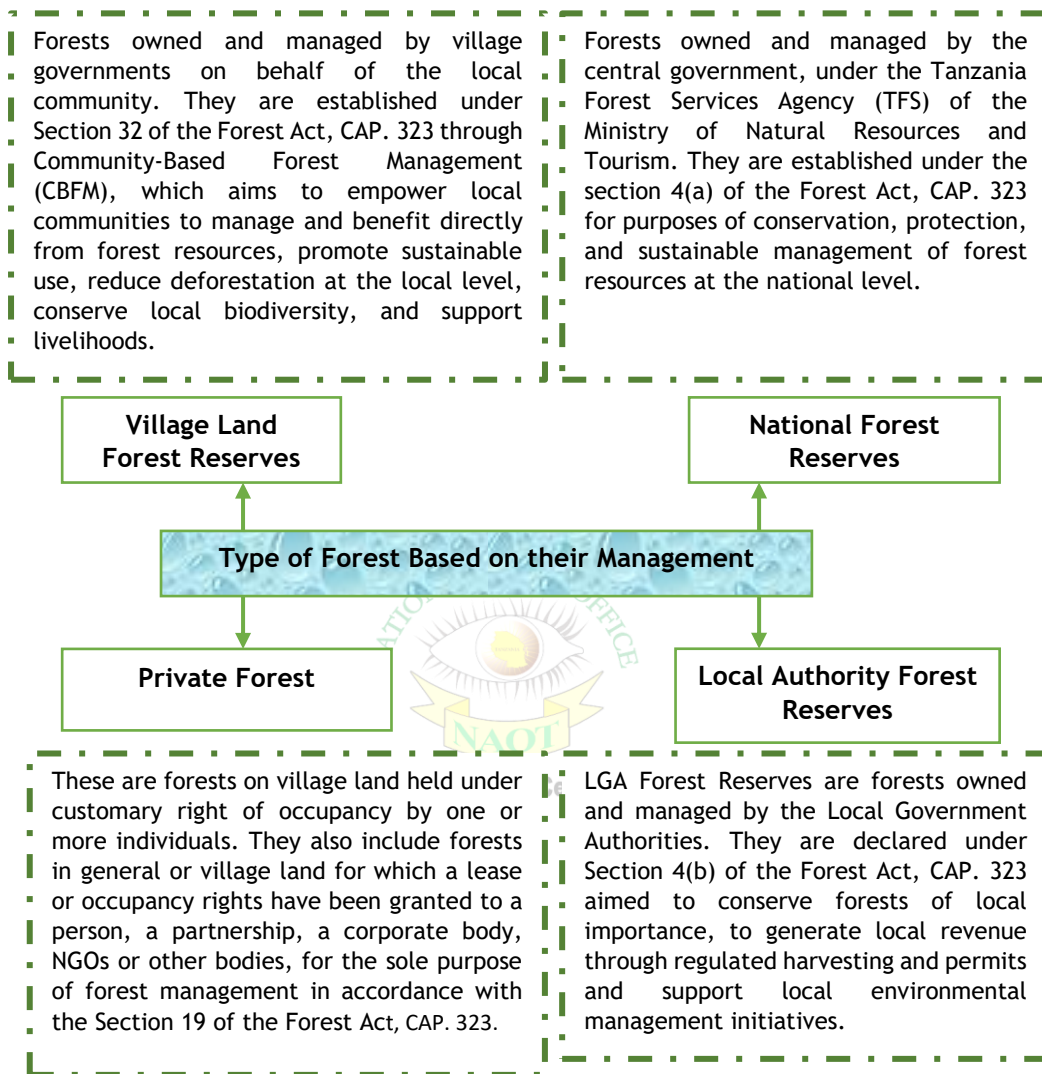 Forests owned and managed by village
governments on behalf of the local
community. They are established under
Section 32 of the Forest Act, CAP. 323 through
Community-Based Forest Management
(CBFM), which aims to empower local
communities to manage and benefit directly
from forest resources, promote sustainable
use, reduce deforestation at the local level,
conserve local biodiversity, and support
livelihoods.
Forests owned and managed by the
central government, under the Tanzania
Forest Services Agency (TFS) of the
Ministry of Natural Resources and
Tourism. They are established under the
section 4(a) of the Forest Act, CAP. 323
for purposes of conservation, protection,
and sustainable management of forest
resources at the national level.
Village Land
Forest Reserves
National Forest
Reserves
Type of Forest Based on their Management
Private Forest
Local Authority Forest
Reserves
OFFICE
NAOT
These are forests on village land held under
customary right of occupancy by one or
more individuals. They also include forests
in general or village land for which a lease
or occupancy rights have been granted to a
person, a partnership, a corporate body,
NGOs or other bodies, for the sole purpose
of forest management in accordance with
the Section 19 of the Forest Act, CAP. 323.
LGA Forest Reserves are forests owned
and managed by the Local Government
Authorities. They are declared under
Section 4(b) of the Forest Act, CAP. 323
aimed to conserve forests of local
importance, to generate local revenue
through regulated harvesting and permits
and support local environmental
management initiatives.